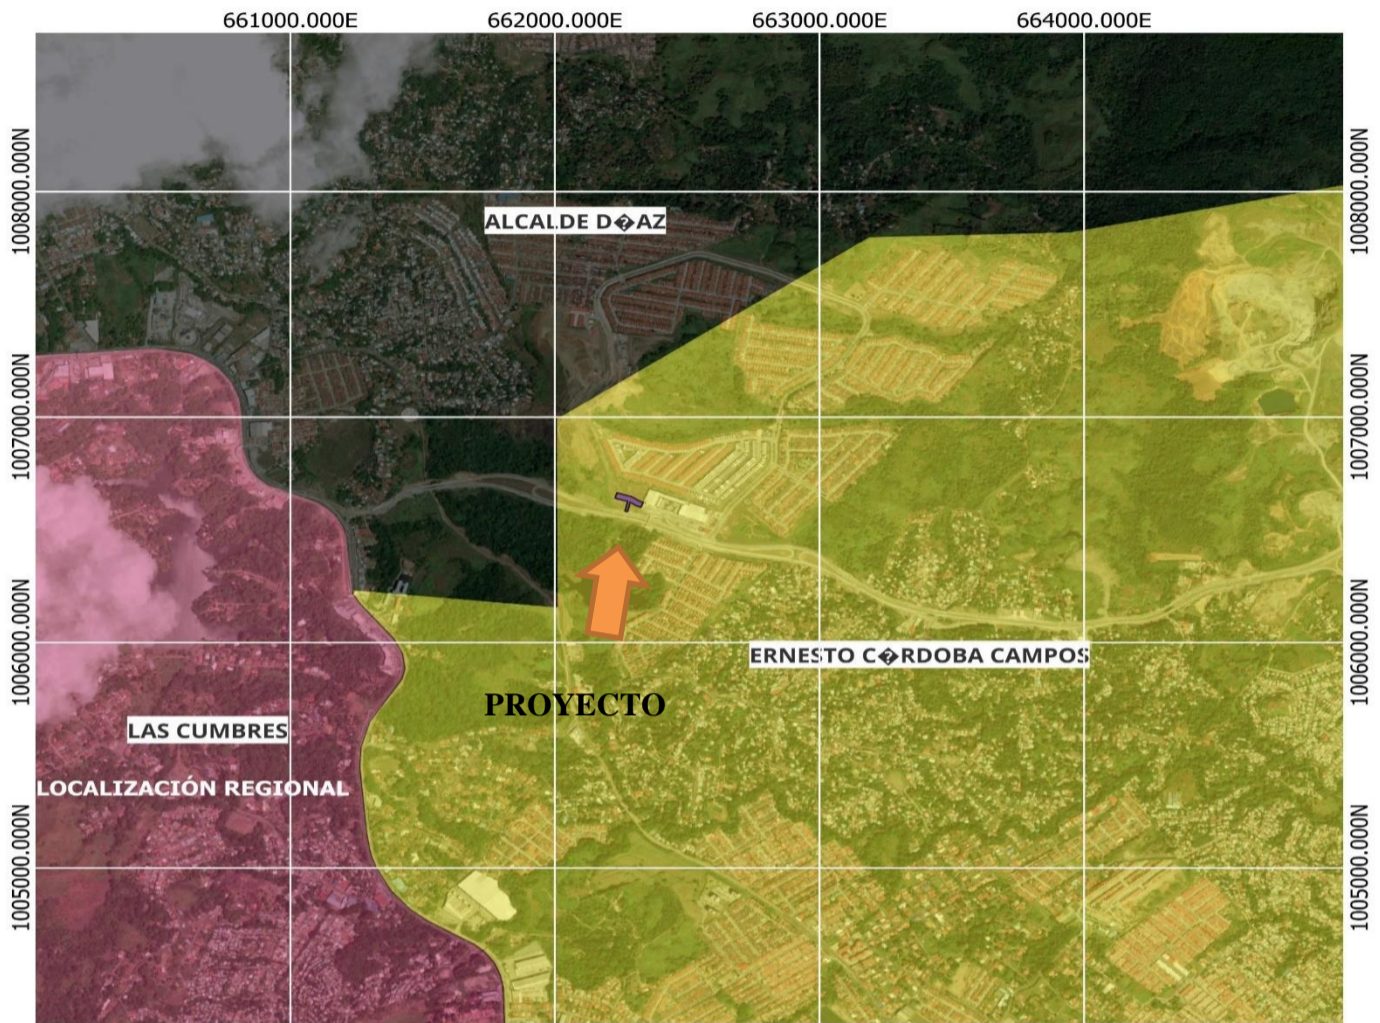 661000.000E 662000.000E 663000.000E 664000.000E
1008000.000N 1008000.000N
ALCALDE D�AZ
1007000.000N 1007000.000N
1006000.000N 1006000.000N
ERNESTO C�RDOBA CAMPOS
PROYECTO
LAS CUMBRES
LOCALIZACIÓN REGIONAL
1005000.000N 1005000.000N